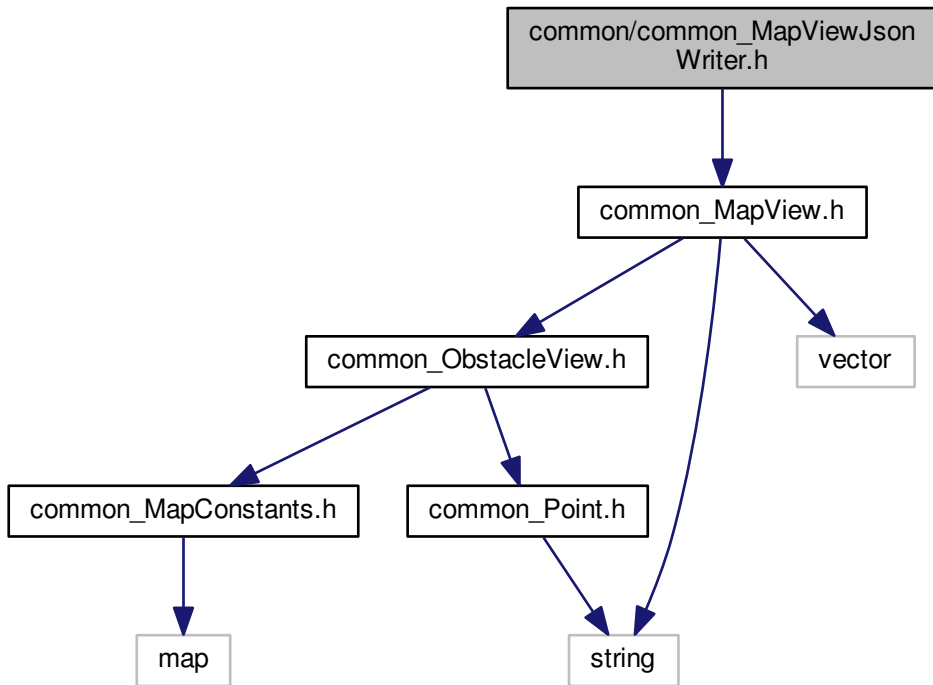 common/common_MapViewJson
Writer.h
common_MapView.h
common_ObstacleView.h
vector
common_MapConstants.h
common_Point.h
map
string